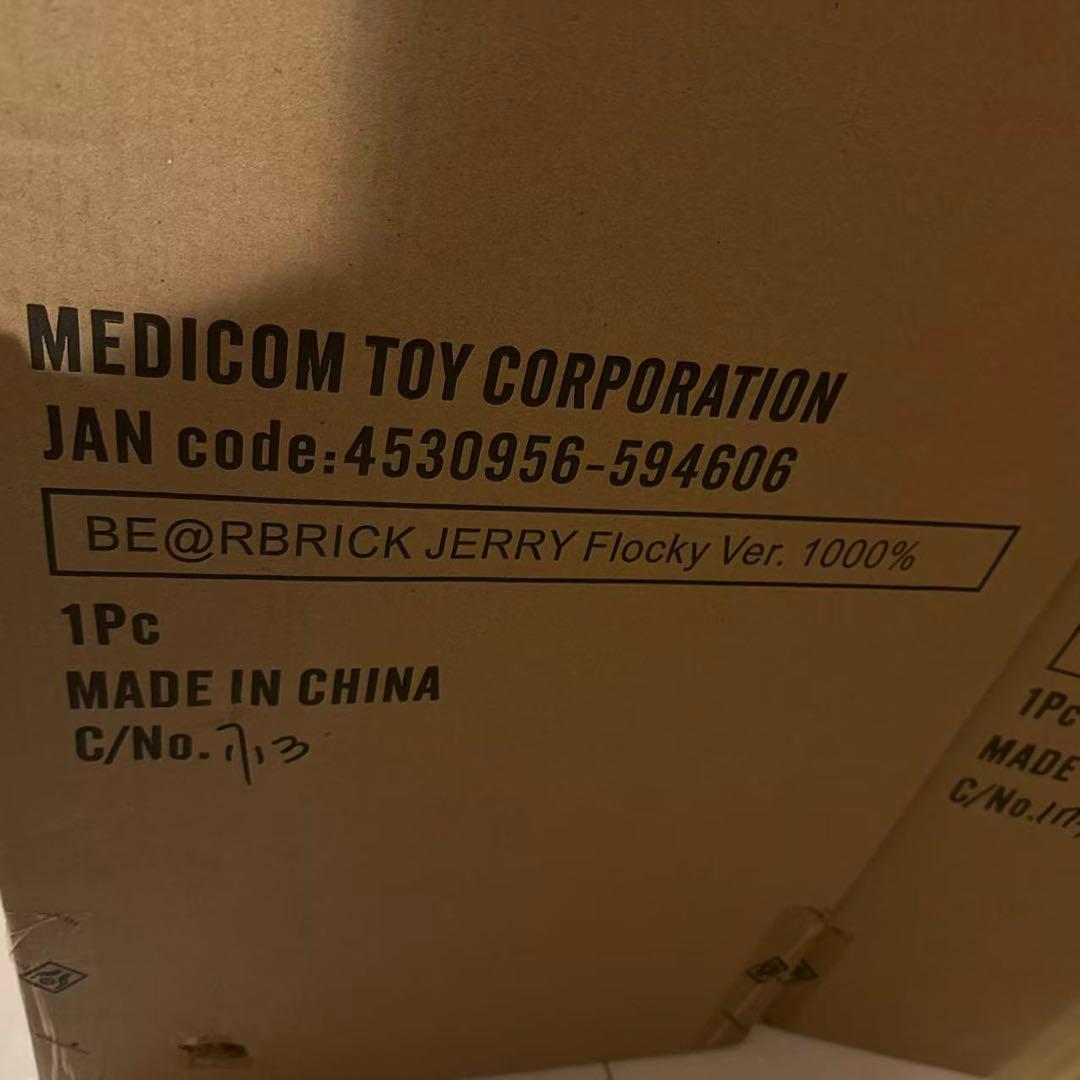 MEDICOM TOY CORPORATION
JAN code:4530956-594606
BE@RBRICK JERRY Flocky Ver. 1000%
1Pc
MADE IN CHINA
C/No.
1Pc
MADE
C/No.